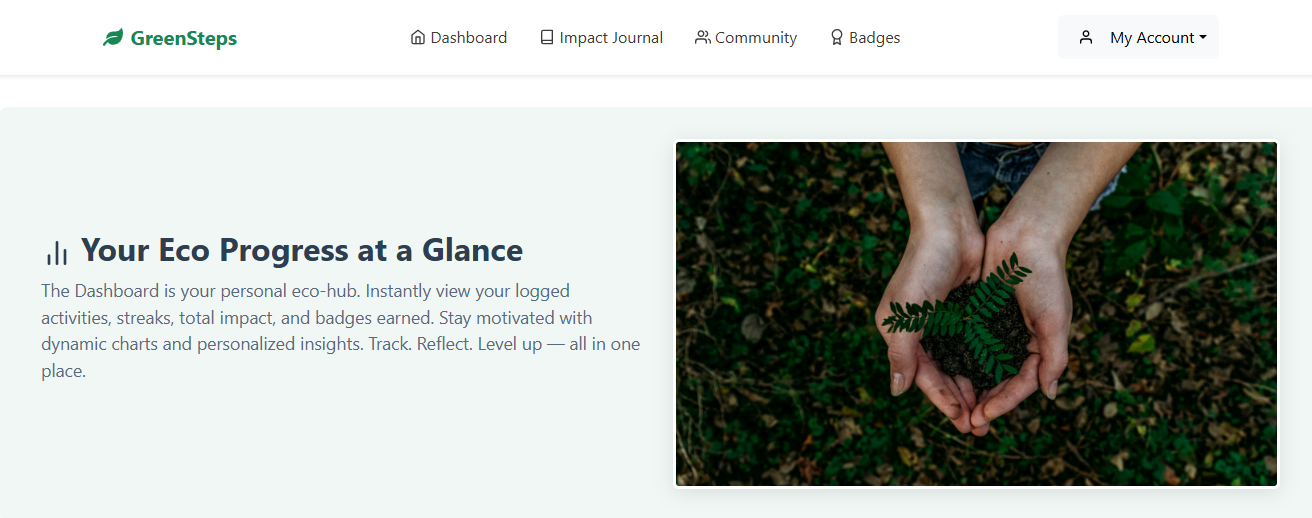 GreenSteps Dashboard Impact Journal Community Badges My Account
Your Eco Progress at a Glance
The Dashboard is your personal eco-hub. Instantly view your logged
activities, streaks, total impact, and badges earned. Stay motivated with
dynamic charts and personalized insights. Track. Reflect. Level up — all in one
place.